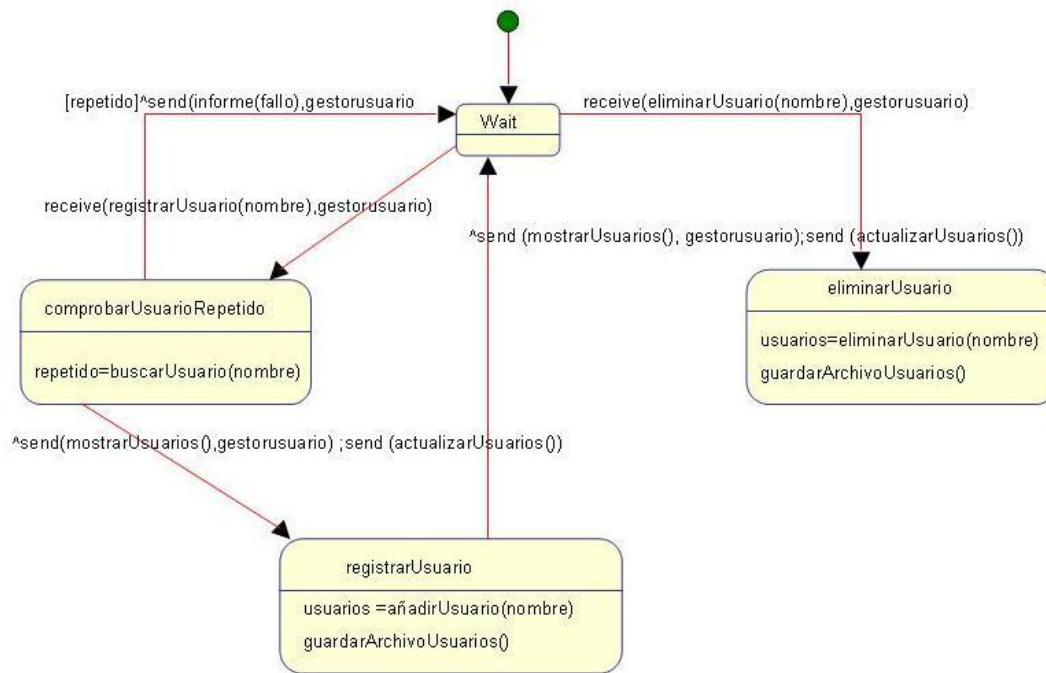 [repetido]^send(informe(fallo),gestorusuario
receive(eliminarUsuario(nombre),gestorusuario)
Wait
receive(registrarUsuario(nombre),gestorusuario)
^send (mostrarUsuarios(), gestorusuario);send (actualizarUsuarios())
comprobarUsuarioRepetido
repetido=buscarUsuario(nombre)
eliminarUsuario
usuarios=eliminarUsuario(nombre)
guardarArchivoUsuarios()
^send(mostrarUsuarios(),gestorusuario) ;send (actualizarUsuarios())
registrarUsuario
usuarios =añadirUsuario(nombre)
guardarArchivoUsuarios()